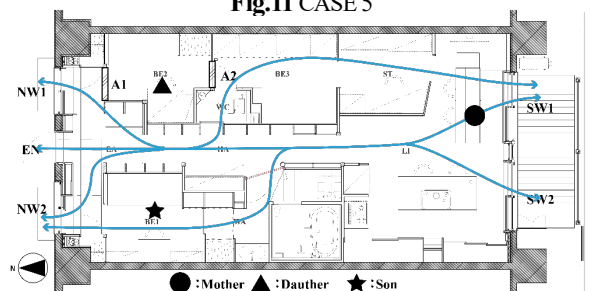 Fig.11 CASE 5
NW1
A1
BE2
A2
BE3
ST
WC
SW1
EN
EA
HA
LI
NW2
BE1
SW2
N
:Mother :Dauther :Son